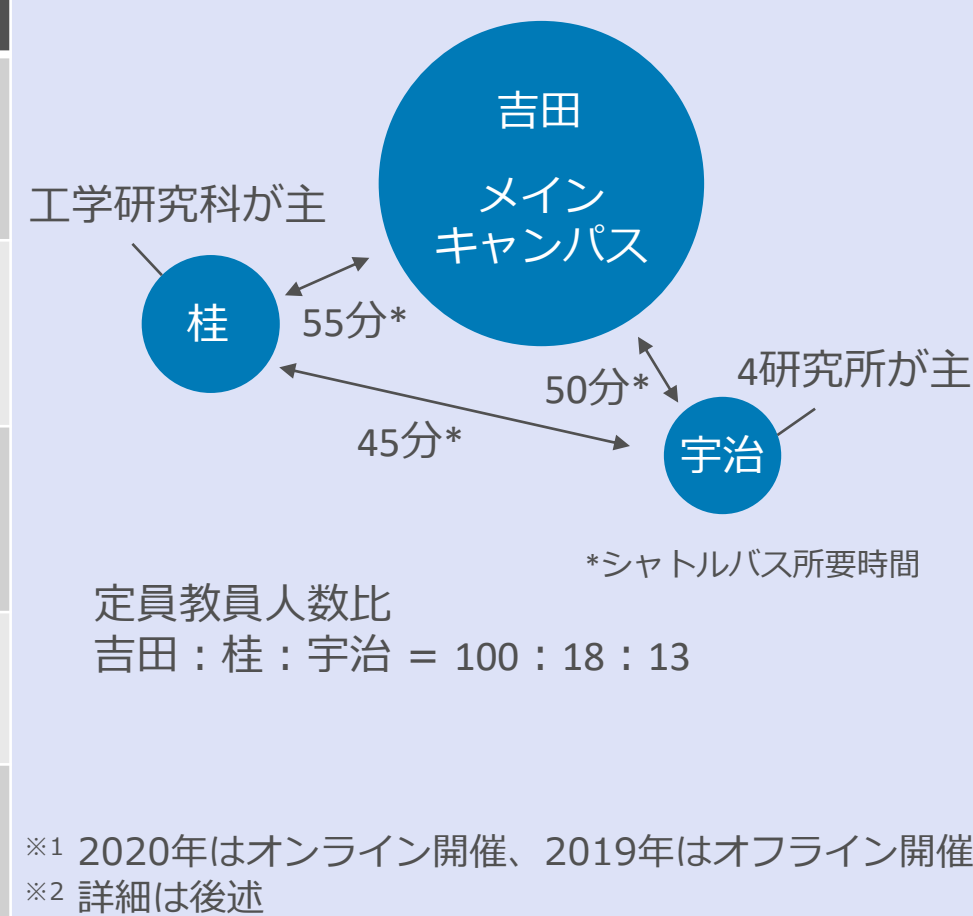 吉田
メイン
キャンパス
工学研究科が主
桂
55分*
50分*
4研究所が主
45分*
宇治
*シャトルバス所要時間
定員教員人数比
吉田：桂：宇治 = 100：18：13
※1 2020年はオンライン開催、2019年はオフライン開催
※2 詳細は後述